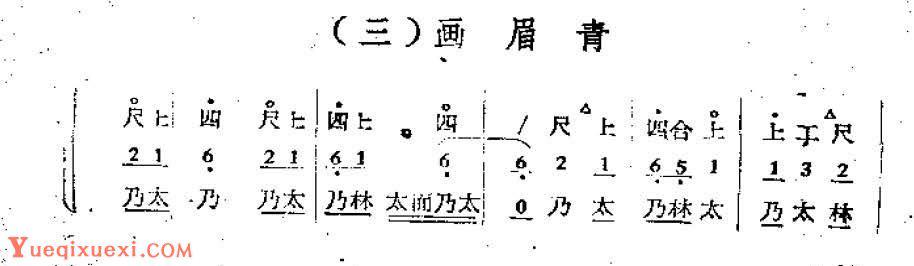 （三）画眉青
尺上 四 尺上 四上 四 / 尺 上 四合 上 上 工 尺
2 1 6 2 1 6 1 6 6 2 1 6 5 1 1 3 2
乃太 乃 乃太 乃林 太而乃太 0 乃 太 乃林 太 乃 太 林
Yueqixuexi.com